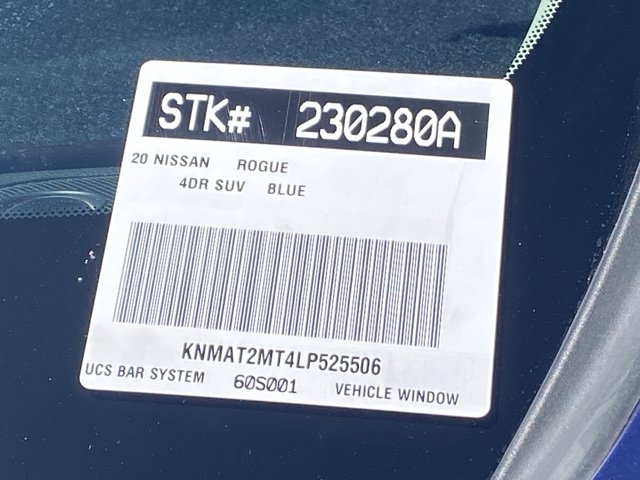 STK# 230280A
20 NISSAN ROGUE
4DR SUV BLUE
KNMAT2MT4LP525506
UCS BAR SYSTEM 60S001 VEHICLE WINDOW